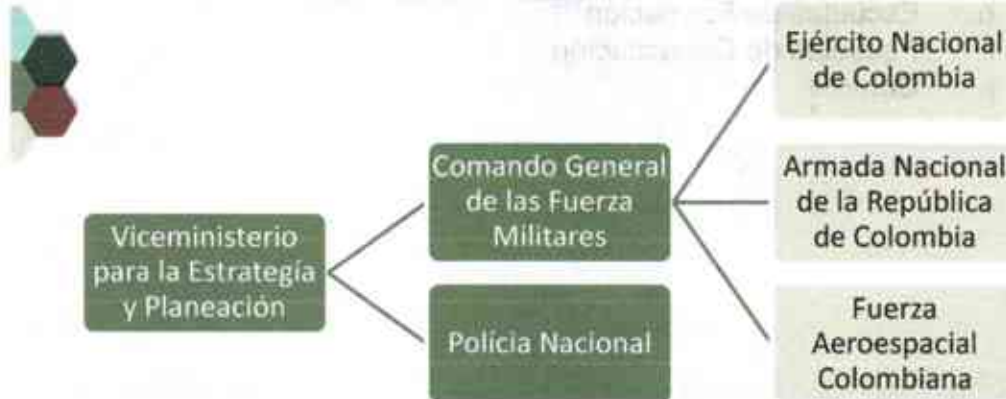 Viceministerio
para la Estrategía
y Planeación
Comando General
de las Fuerza
Militares
Polícia Nacional
Ejército Nacional
de Colombia
Armada Nacional
de la República
de Colombia
Fuerza
Aeroespacial
Colombiana